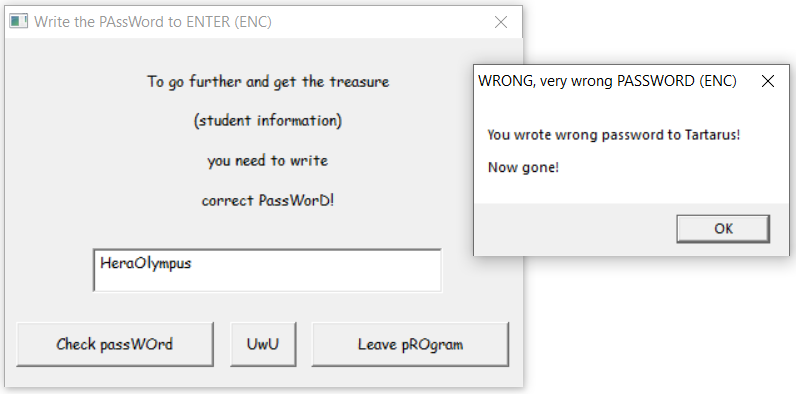 Write the PAssWord to ENTER (ENC)
To go further and get the treasure
(student information)
you need to write
correct PassWorD!
HeraOlympus
Check passWOrd
UwU
Leave pROgram
WRONG, very wrong PASSWORD (ENC)
You wrote wrong password to Tartarus!
Now gone!
OK